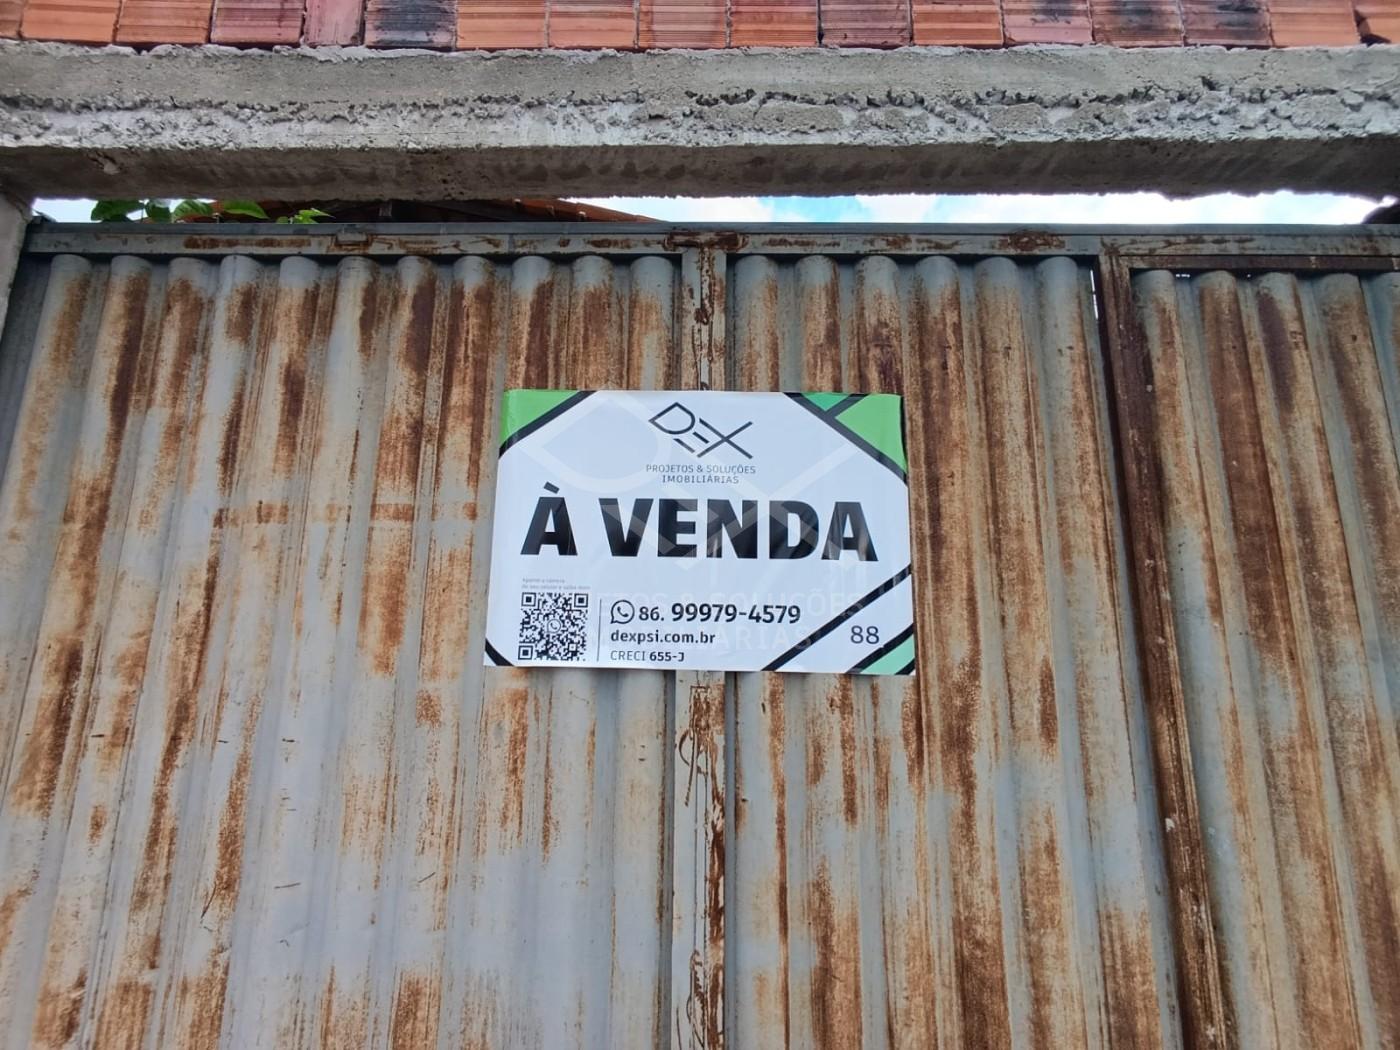 DEX
PROJETOS & SOLUÇÕES
IMOBILIÁRIAS
À VENDA
86. 99979-4579
dexpsi.com.br
CRECI 655-J
88